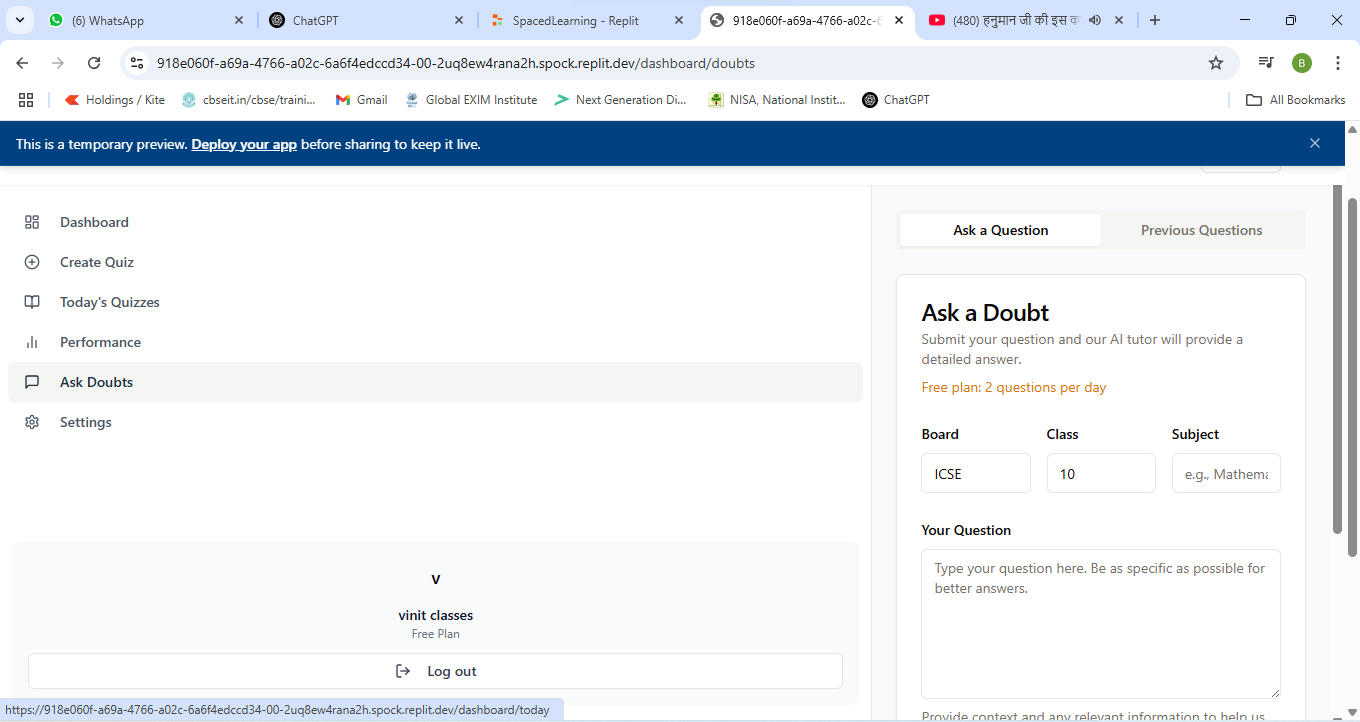 (6) WhatsApp
ChatGPT
SpacedLearning - Replit
918e060f-a69a-4766-a02c-6
(480) हनुमान जी की इस क
918e060f-a69a-4766-a02c-6a6f4edccd34-00-2uq8ew4rana2h.spock.replit.dev/dashboard/doubts
B
Holdings / Kite
cbseit.in/cbse/traini...
Gmail
Global EXIM Institute
Next Generation Di...
NISA, National Instit...
ChatGPT
All Bookmarks
This is a temporary preview. Deploy your app before sharing to keep it live.
Dashboard
Create Quiz
Today's Quizzes
Performance
Ask Doubts
Settings
V
vinit classes
Free Plan
Log out
Ask a Question
Previous Questions
Ask a Doubt
Submit your question and our AI tutor will provide a
detailed answer.
Free plan: 2 questions per day
Board
Class
Subject
ICSE
10
e.g., Mathema
Your Question
Type your question here. Be as specific as possible for
better answers.
Provide context and any relevant information to help us
https://918e060f-a69a-4766-a02c-6a6f4edccd34-00-2uq8ew4rana2h.spock.replit.dev/dashboard/today